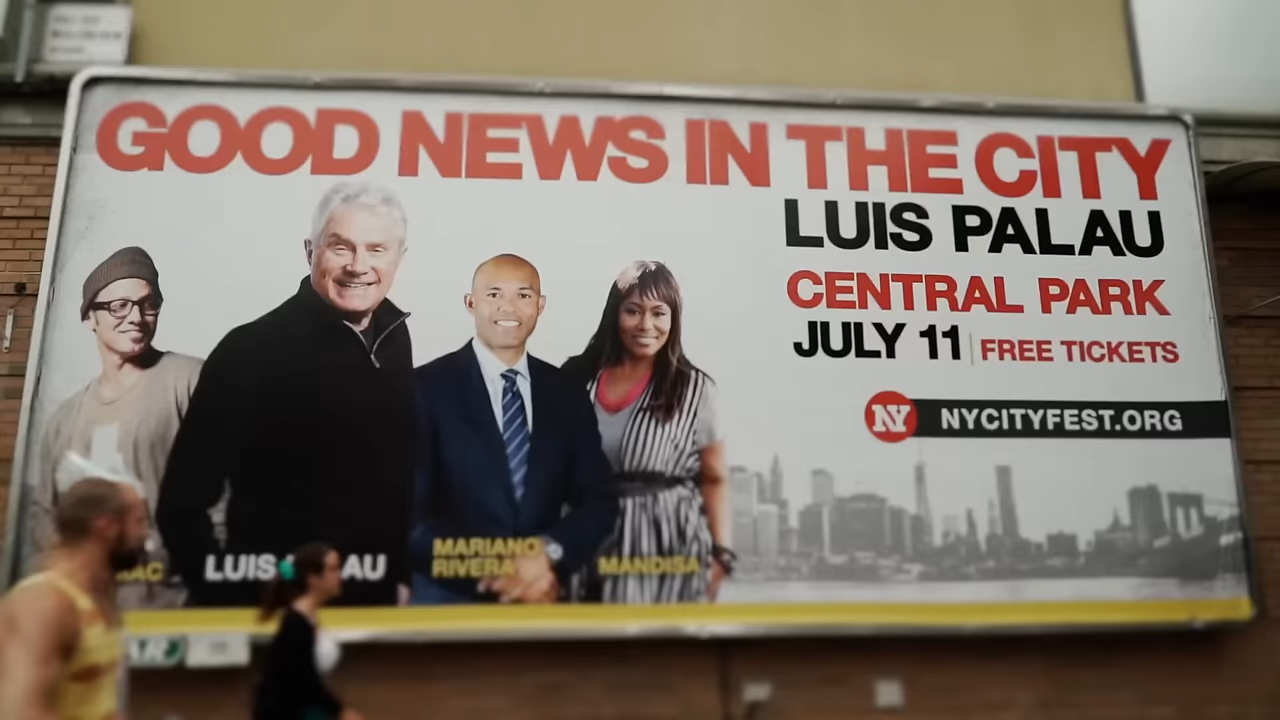 GOOD NEWS IN THE CITY
LUIS PALAU
CENTRAL PARK
JULY 11 | FREE TICKETS
NY NYCITYFEST.ORG
LUIS
MARIANO
RIVERA
MANDISA